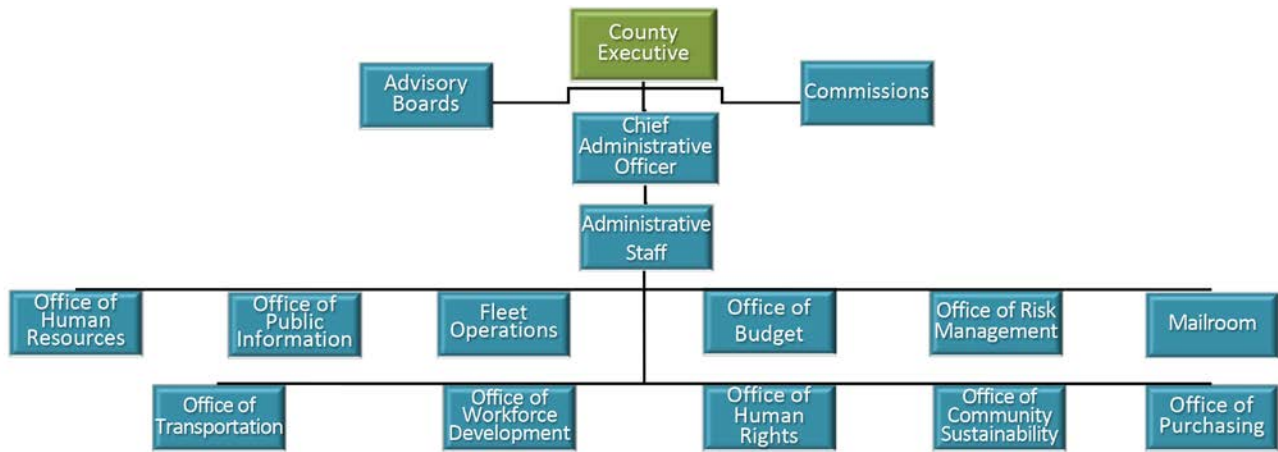 County
Executive
Advisory
Boards
Commissions
Chief
Administrative
Officer
Administrative
Staff
Office of
Human
Resources
Office of
Public
Information
Fleet
Operations
Office of
Budget
Office of Risk
Management
Mailroom
Office of
Transportation
Office of
Workforce
Development
Office of
Human
Rights
Office of
Community
Sustainability
Office of
Purchasing